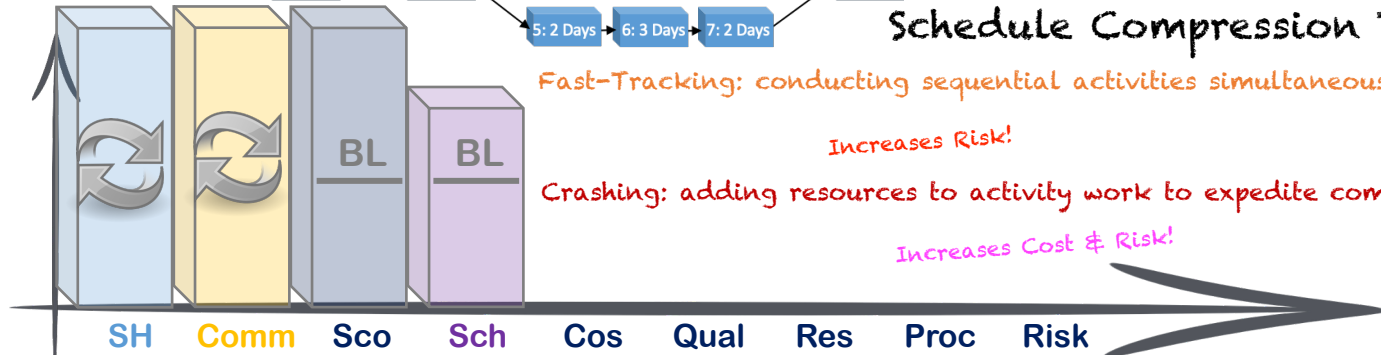 5: 2 Days 6: 3 Days 7: 2 Days
Schedule Compression
Fast-Tracking: conducting sequential activities simultaneous
Increases Risk!
BL BL
Crashing: adding resources to activity work to expedite com
Increases Cost & Risk!
SH Comm Sco Sch Cos Qual Res Proc Risk